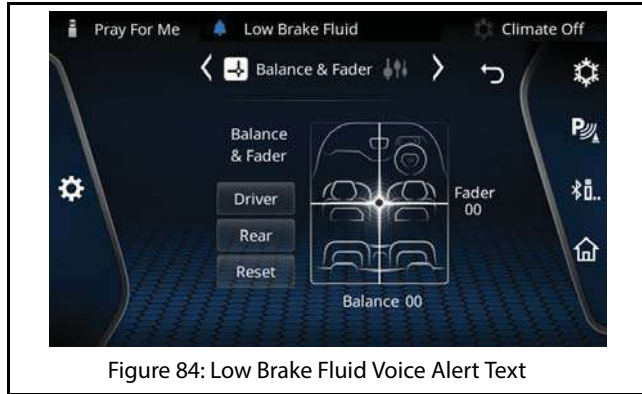 Pray For Me Low Brake Fluid Climate Off
Balance & Fader
Balance
& Fader
Driver
Rear
Reset
Fader
00
Balance 00
P
Figure 84: Low Brake Fluid Voice Alert Text